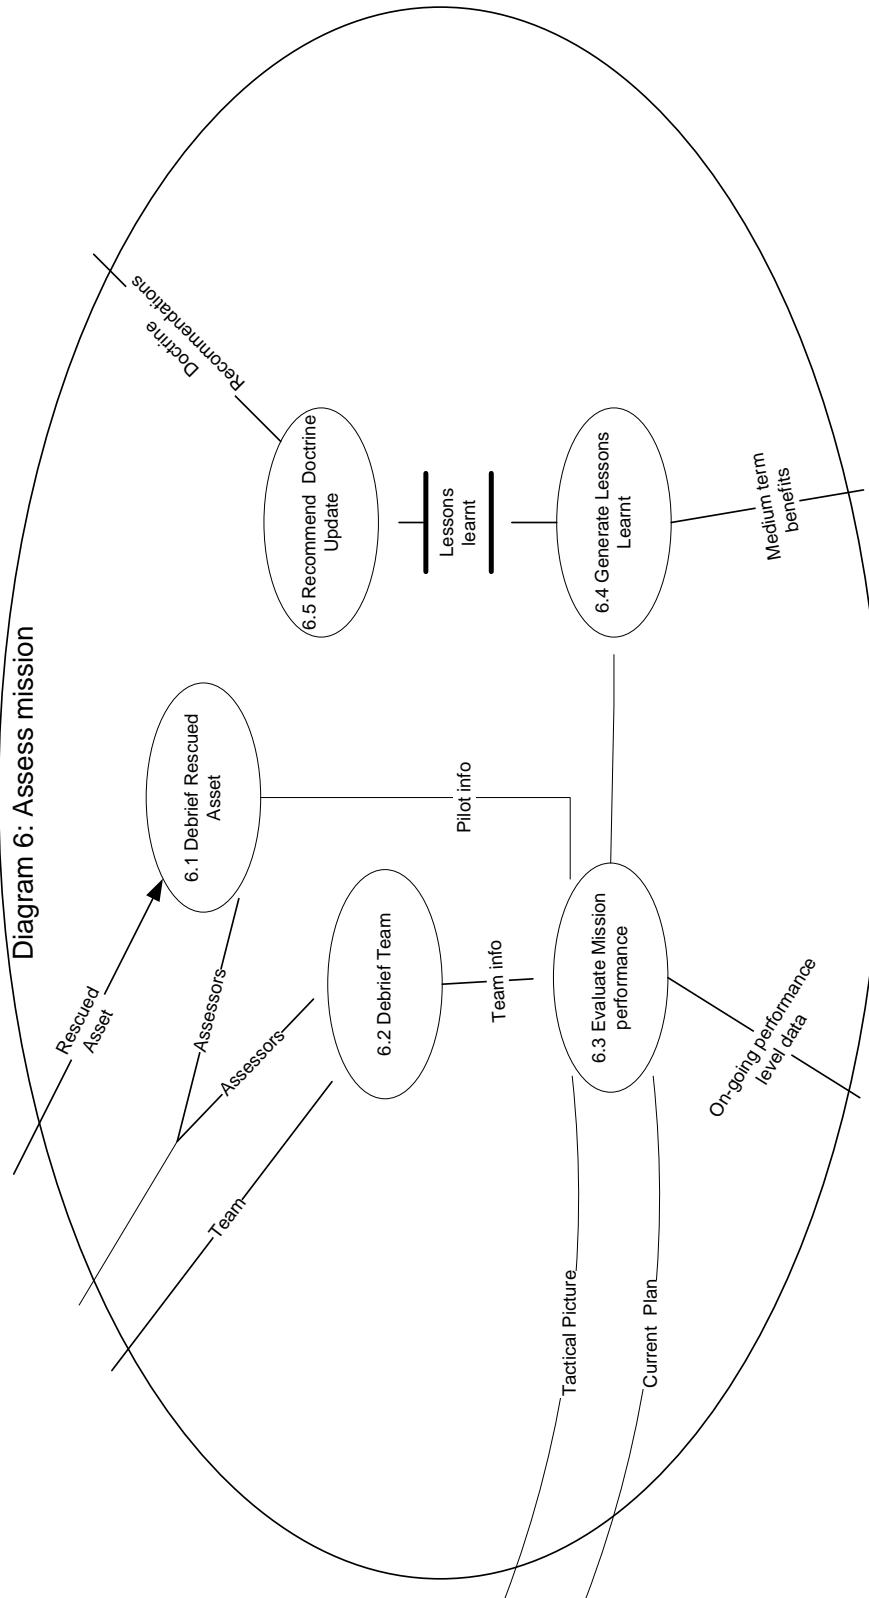 Diagram 6: Assess mission
Rescued
Asset
Assessors
Assessors
Team
6.1 Debrief Rescued
Asset
6.2 Debrief Team
Pilot info
Team info
6.3 Evaluate Mission
performance
Tactical Picture
Current Plan
On-going performance
level data
6.5 Recommend Doctrine
Update
Lessons
learnt
6.4 Generate Lessons
Learnt
Doctrine
Recommendations
Medium term
benefits